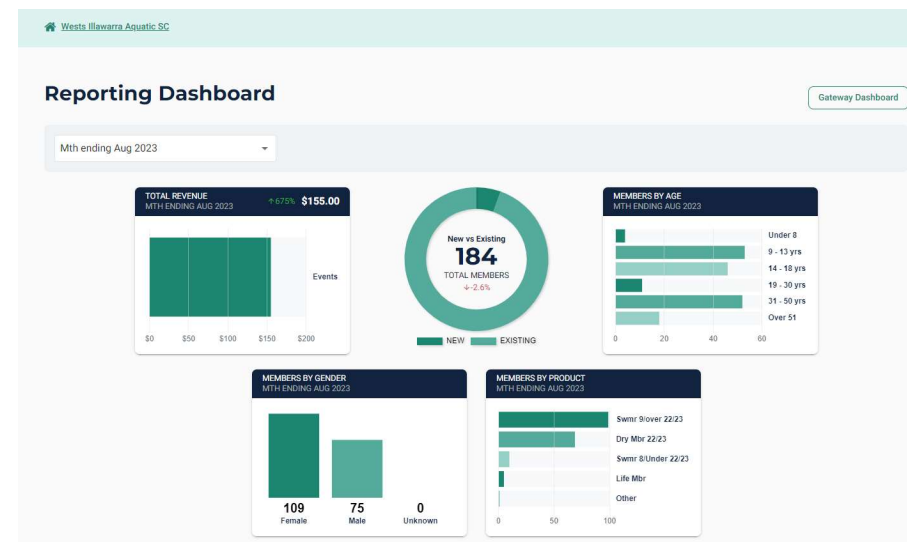 Wests Illawarra Aquatic SC
Reporting Dashboard
Gateway Dashboard
Mth ending Aug 2023
TOTAL REVENUE
MTH ENDING AUG 2023
↑675% $155.00
Events
$0 $50 $100 $150 $200
New vs Existing
184
TOTAL MEMBERS
↓-2.6%
NEW EXISTING
MEMBERS BY AGE
MTH ENDING AUG 2023
Under 8
9 - 13 yrs
14 - 18 yrs
19 - 30 yrs
31 - 50 yrs
Over 51
0 20 40 60
MEMBERS BY GENDER
MTH ENDING AUG 2023
109 75 0
Female Male Unknown
MEMBERS BY PRODUCT
MTH ENDING AUG 2023
Swmr 9/over 22/23
Dry Mbr 22/23
Swmr 8/Under 22/23
Life Mbr
Other
0 50 100